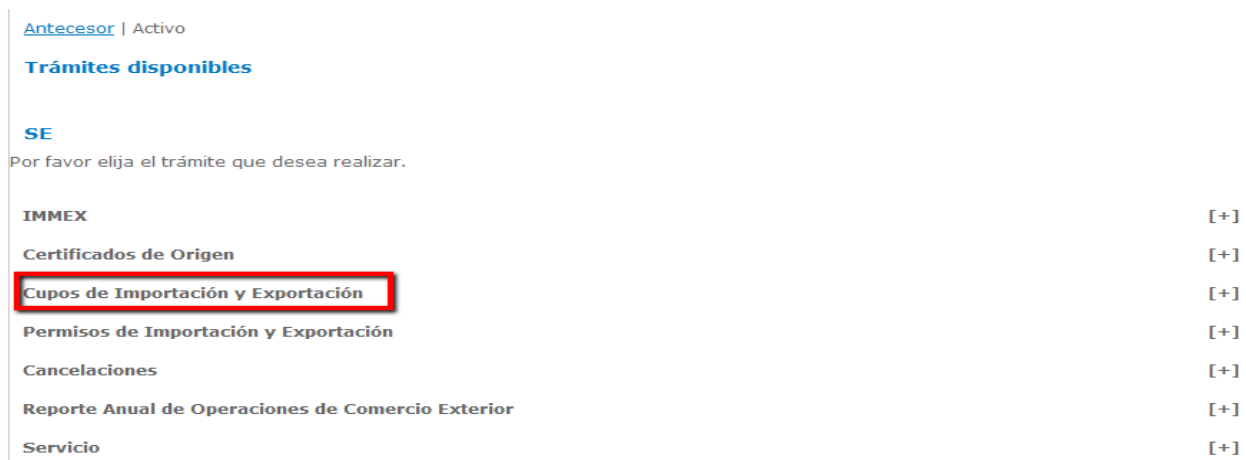 Antecesor | Activo
Trámites disponibles
SE
Por favor elija el trámite que desea realizar.
IMMEX [+]
Certificados de Origen [+]
Cupos de Importación y Exportación [+]
Permisos de Importación y Exportación [+]
Cancelaciones [+]
Reporte Anual de Operaciones de Comercio Exterior [+]
Servicio [+]